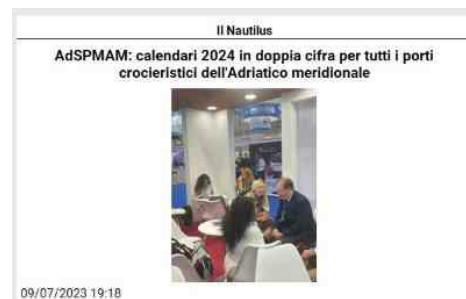 Il Nautilus
AdSPMAM: calendari 2024 in doppia cifra per tutti i porti
crocieristici dell'Adriatico meridionale
09/07/2023 19:18